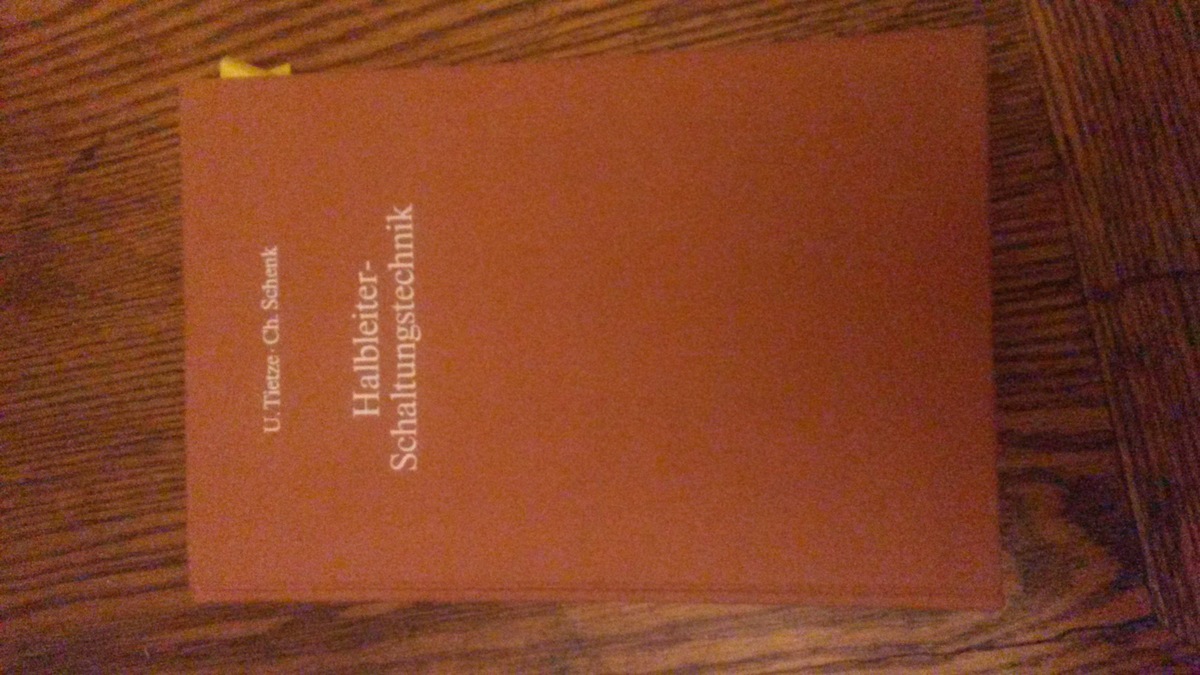 U. Tietze · Ch. Schenk
Halbleiter-
Schaltungstechnik